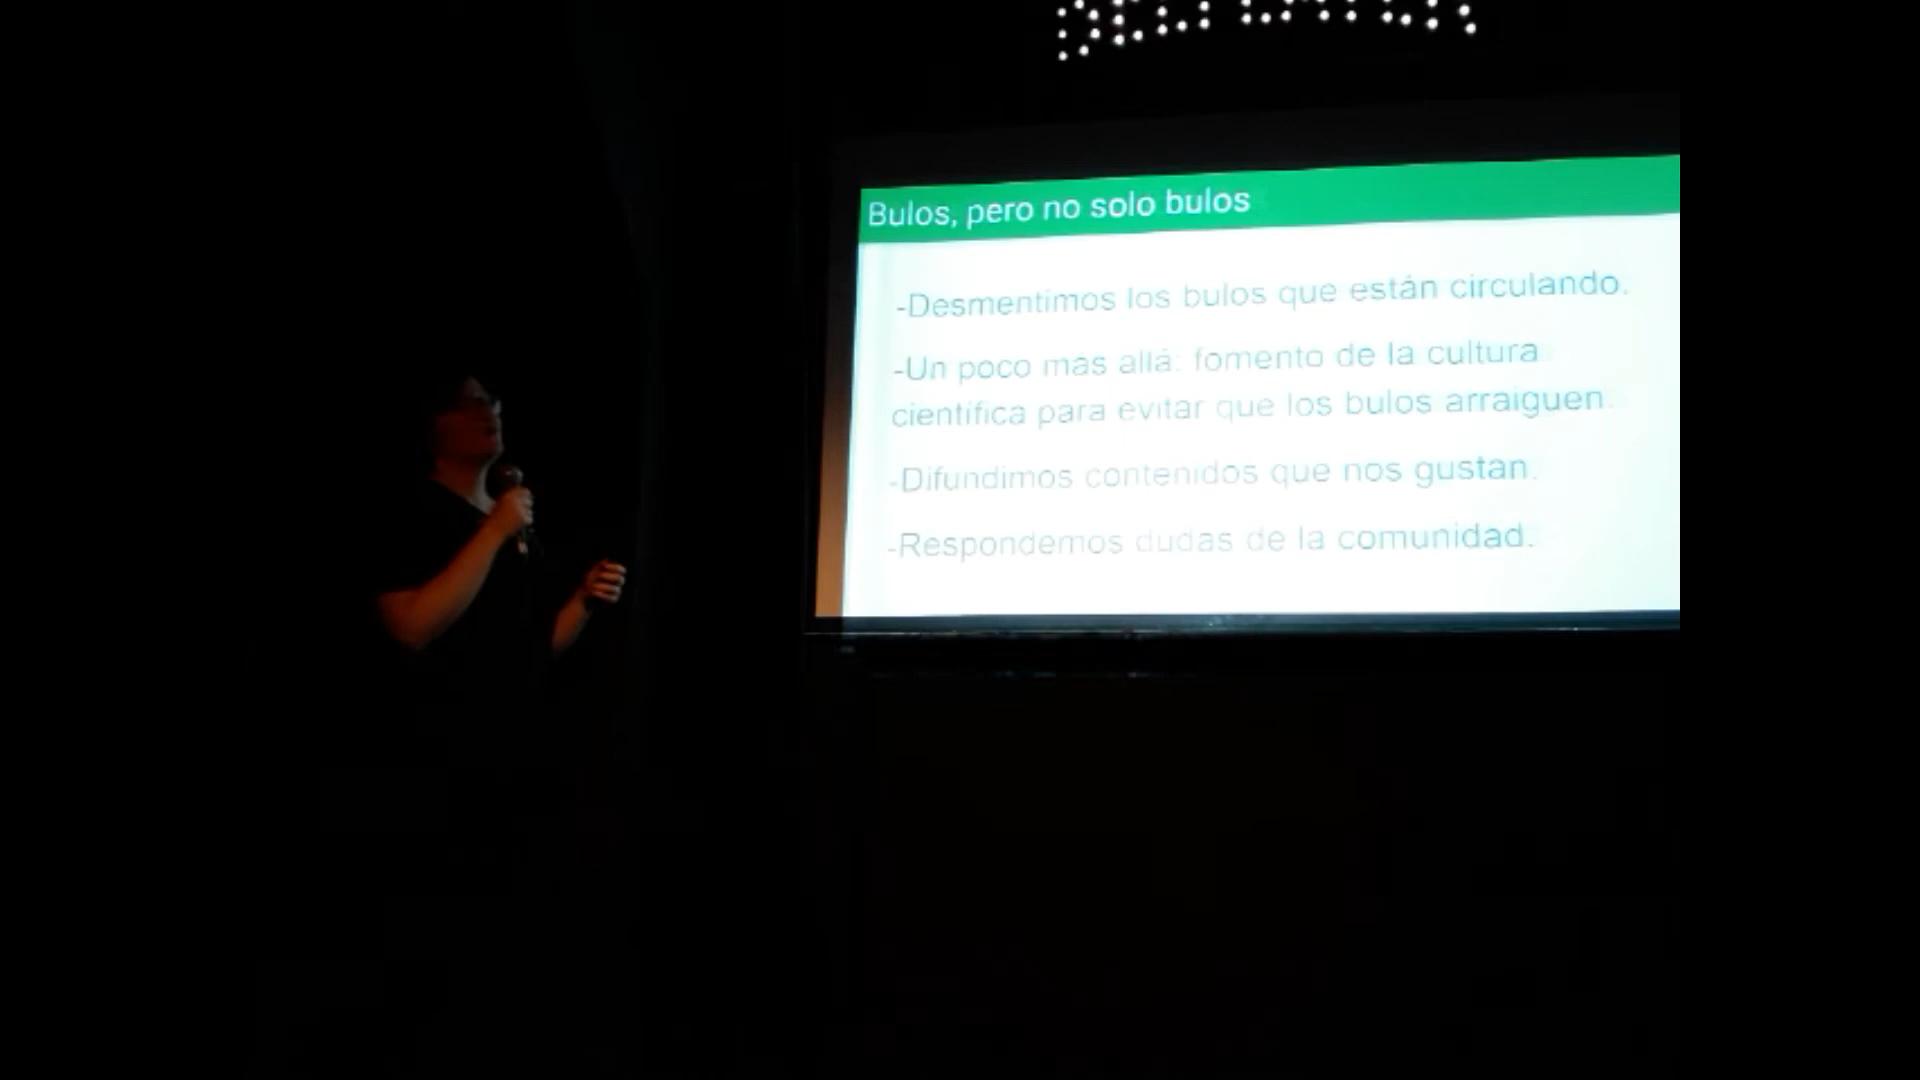 Bulos, pero no solo bulos
-Desmentimos los bulos que están circulando.
-Un poco mas allá: fomento de la cultura
científica para evitar que los bulos arraiguen.
-Difundimos contenidos que nos gustan.
-Respondemos dudas de la comunidad.